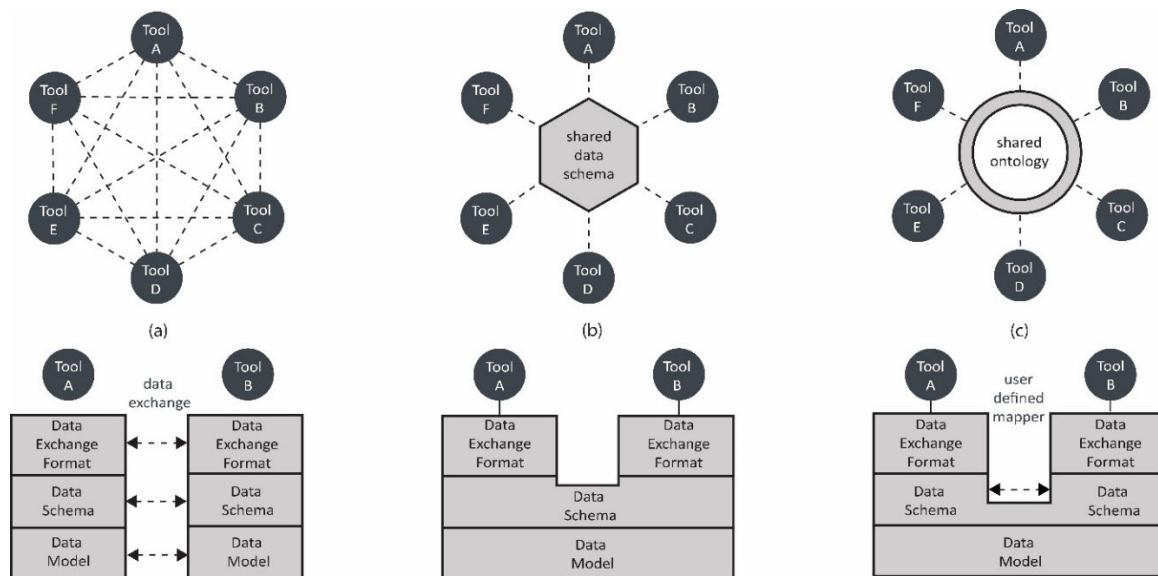 Tool
A
Tool
F
Tool
B
Tool
E
Tool
C
Tool
D
(a)
Tool
A
Tool
F
Tool
B
shared
data
schema
Tool
E
Tool
C
Tool
D
(b)
Tool
A
Tool
F
Tool
B
shared
ontology
Tool
E
Tool
C
Tool
D
(c)
Tool
A
data
exchange
Tool
B
Data
Exchange
Format
Data
Exchange
Format
Data
Schema
Data
Schema
Data
Model
Data
Model
Tool
A
Tool
B
Data
Exchange
Format
Data
Exchange
Format
Data
Schema
Data
Model
Tool
A
user
defined
mapper
Tool
B
Data
Exchange
Format
Data
Exchange
Format
Data
Schema
Data
Schema
Data
Model